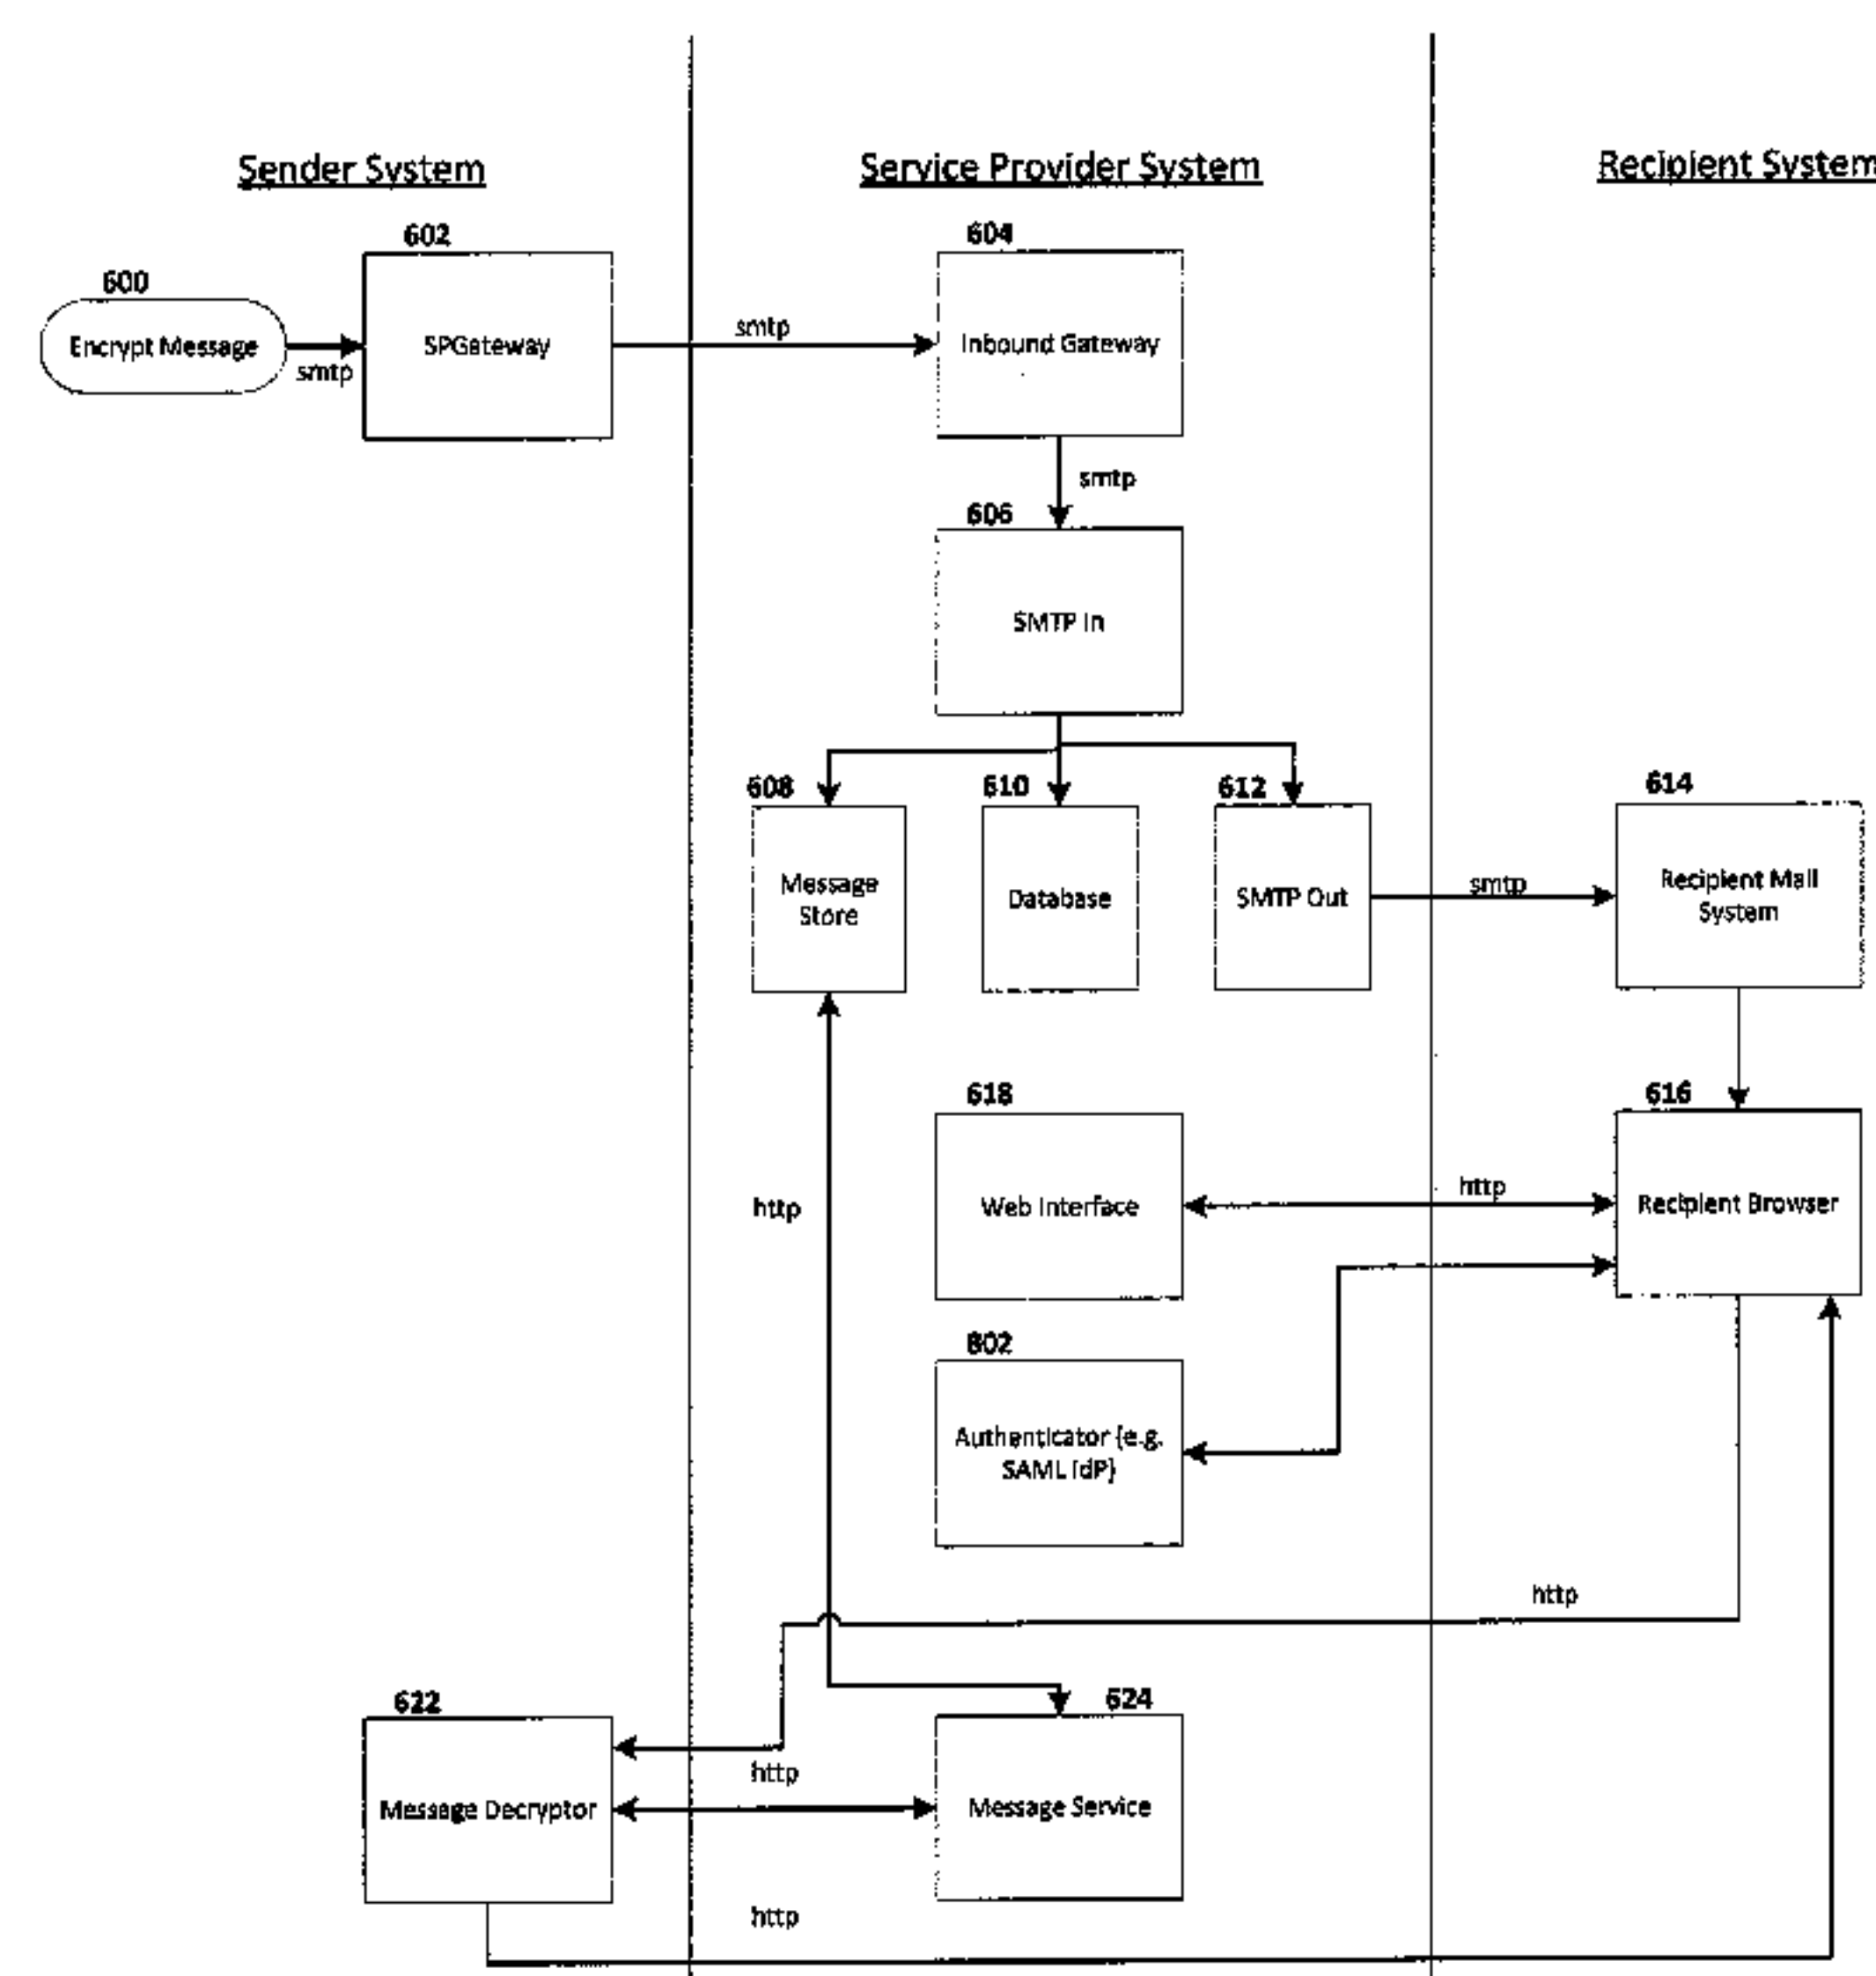 Sender System
Service Provider System
Recipient System
602
604
600
Encrypt Message
smtp
SPGateway
smtp
Inbound Gateway
smtp
606
SMTP In
608
610
612
614
Message
Store
Database
SMTP Out
smtp
Recipient Mail
System
618
616
http
Web Interface
http
Recipient Browser
802
Authenticator (e.g.
SAML IdP)
http
622
624
http
Message Decryptor
Message Service
http